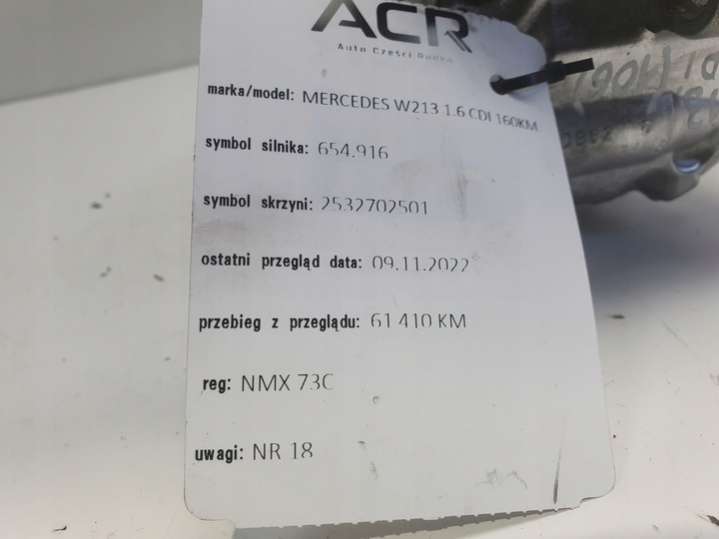 ACR
Auto Części Rudka
marka/model: MERCEDES W213 1.6 CDI 160KM
symbol silnika: 654.916
symbol skrzyni: 2532702501
ostatni przegląd data: 09.11.2022
przebieg z przeglądu: 61 410 KM
reg: NMX 73C
uwagi: NR 18